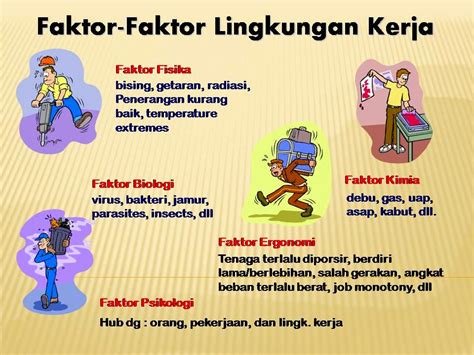 Faktor-Faktor Lingkungan Kerja
Faktor Fisika
bising, getaran, radiasi,
Penerangan kurang
baik, temperature
extremes
Faktor Biologi
virus, bakteri, jamur,
parasites, insects, dll
Faktor Kimia
debu, gas, uap,
asap, kabut, dll.
Faktor Ergonomi
Tenaga terlalu diporsir, berdiri
lama/berlebihan, salah gerakan, angkat
beban terlalu berat, job monotony, dll
Faktor Psikologi
Hub dg : orang, pekerjaan, dan lingk. kerja